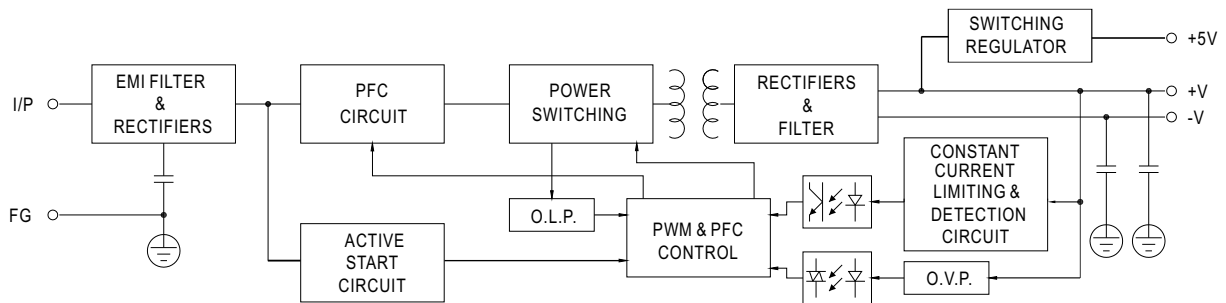 SWITCHING
REGULATOR
+5V
I/P
EMI FILTER
&
RECTIFIERS
PFC
CIRCUIT
POWER
SWITCHING
RECTIFIERS
&
FILTER
+V
-V
FG
O.L.P.
PWM & PFC
CONTROL
CONSTANT
CURRENT
LIMITING &
DETECTION
CIRCUIT
ACTIVE
START
CIRCUIT
O.V.P.